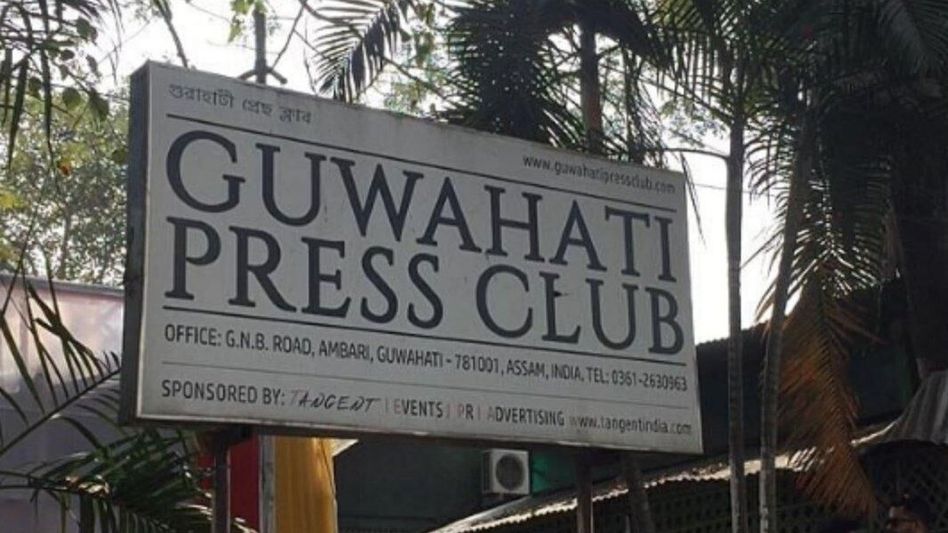 গুৱাহাটী প্ৰেছ ক্লাব
www.guwahatipressclub.com
GUWAHATI
PRESS CLUB
OFFICE: G.N.B. ROAD, AMBARI, GUWAHATI - 781001, ASSAM, INDIA, TEL: 0361-2630963
SPONSORED BY: TANGENT | EVENTS | PR | ADVERTISING www.tangentindia.com